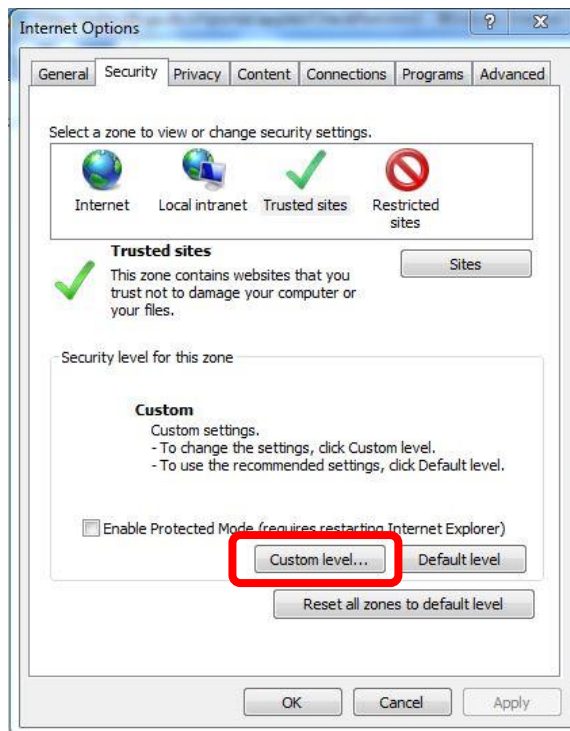 Internet Options
General Security Privacy Content Connections Programs Advanced
Select a zone to view or change security settings.
Internet Local intranet Trusted sites Restricted
sites
Trusted sites
This zone contains websites that you
trust not to damage your computer or
your files.
Sites
Security level for this zone
Custom
Custom settings.
- To change the settings, click Custom level.
- To use the recommended settings, click Default level.
Enable Protected Mode (requires restarting Internet Explorer)
Custom level... Default level
Reset all zones to default level
OK Cancel Apply